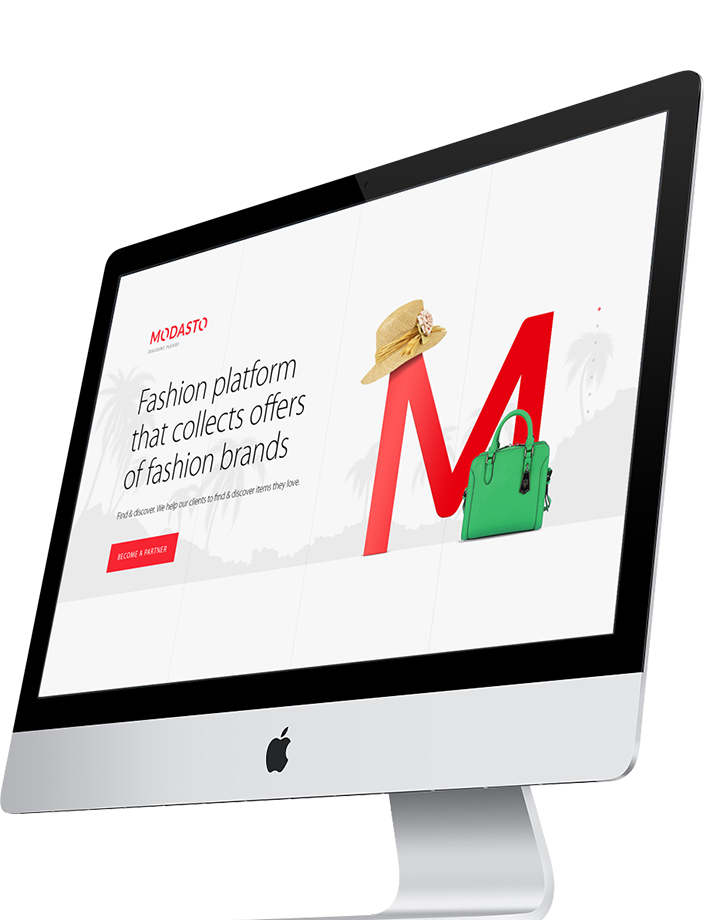 MODASTO
Fashion platform
that collects offers
of fashion brands
Find & discover. We help our clients to find & discover items they love.
BECOME A PARTNER
M